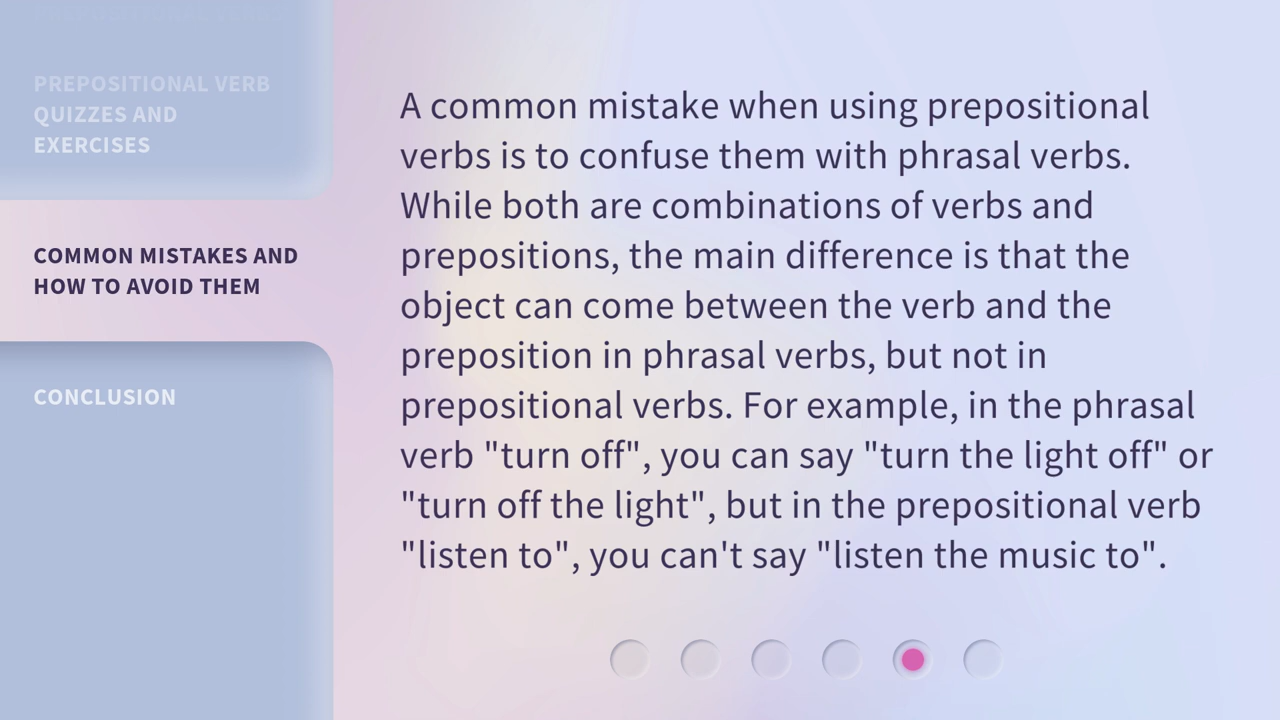 PREPOSITIONAL VERB
QUIZZES AND
EXERCISES
COMMON MISTAKES AND
HOW TO AVOID THEM
CONCLUSION
A common mistake when using prepositional
verbs is to confuse them with phrasal verbs.
While both are combinations of verbs and
prepositions, the main difference is that the
object can come between the verb and the
preposition in phrasal verbs, but not in
prepositional verbs. For example, in the phrasal
verb "turn off", you can say "turn the light off" or
"turn off the light", but in the prepositional verb
"listen to", you can't say "listen the music to".